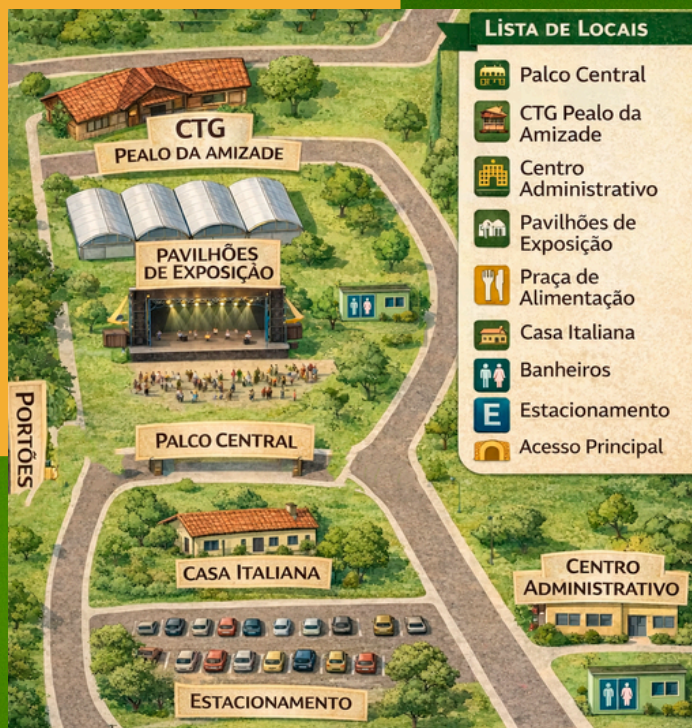 LISTA DE LOCAIS
Palco Central
CTG Pealo da
Amizade
Centro
Administrativo
Pavilhões de
Exposição
Praça de
Alimentação
Casa Italiana
Banheiros
E Estacionamento
Acesso Principal
CTG
PEALO DA AMIZADE
PAVILHÕES
DE EXPOSIÇÃO
PORTÕES
PALCO CENTRAL
CASA ITALIANA
CENTRO
ADMINISTRATIVO
ESTACIONAMENTO